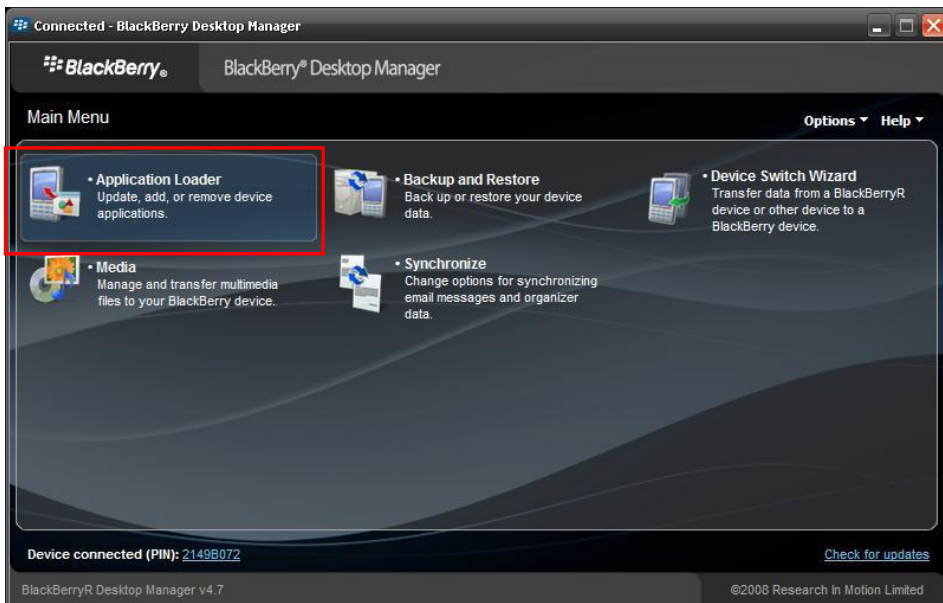 Connected - BlackBerry Desktop Manager
BlackBerry®
BlackBerry® Desktop Manager
Main Menu
Options
Help
• Application Loader
Update, add, or remove device
applications.
• Backup and Restore
Back up or restore your device
data.
• Device Switch Wizard
Transfer data from a BlackBerryR
device or other device to a
BlackBerry device.
• Media
Manage and transfer multimedia
files to your BlackBerry device.
• Synchronize
Change options for synchronizing
email messages and organizer
data.
Device connected (PIN): 2149B072
Check for updates
BlackBerryR Desktop Manager v4.7
©2008 Research In Motion Limited